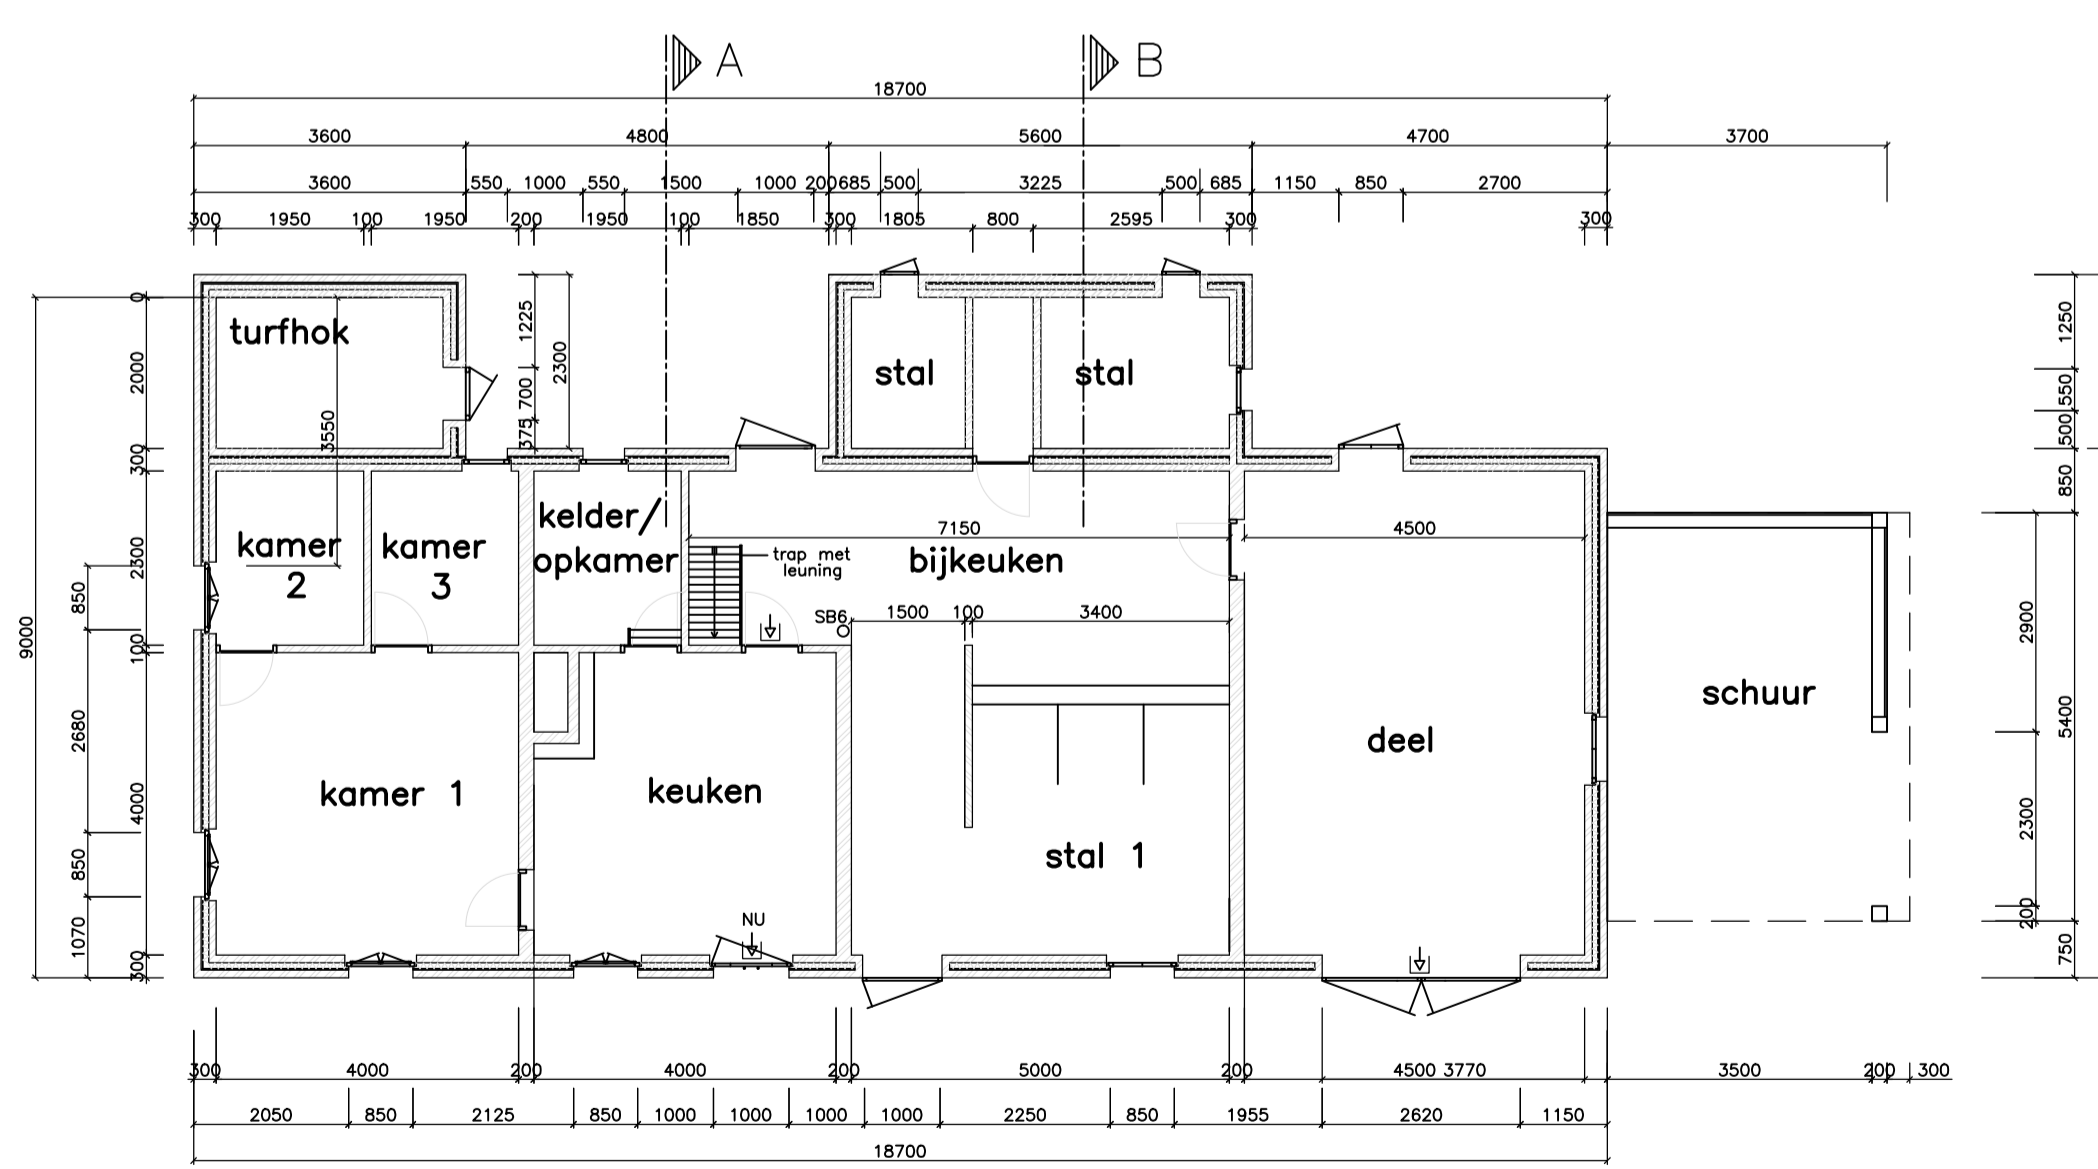 A B
18700
3600 4800 5600 4700 3700
3600 550 1000 550 1500 1000 200 685 500 3225 500 685 1150 850 2700
300 1950 100 1950 200 1950 100 1850 300 1805 800 2595 300 300
0
2000
300
2300
100
4000
300
9000
850
2680
850
1070
3550
1225
700
375
2300
turfhok
stal
stal
kamer
2
kamer
3
kelder/
opkamer
trap met
leuning
7150
bijkeuken
4500
SB6
1500 100 3400
schuur
deel
kamer 1
keuken
stal 1
NU
1250
550
500
850
5400
750
2900
2300
200
300 4000 200 4000 200 5000 200 4500 3770 3500 200 300
2050 850 2125 850 1000 1000 1000 1000 2250 850 1955 2620 1150
18700